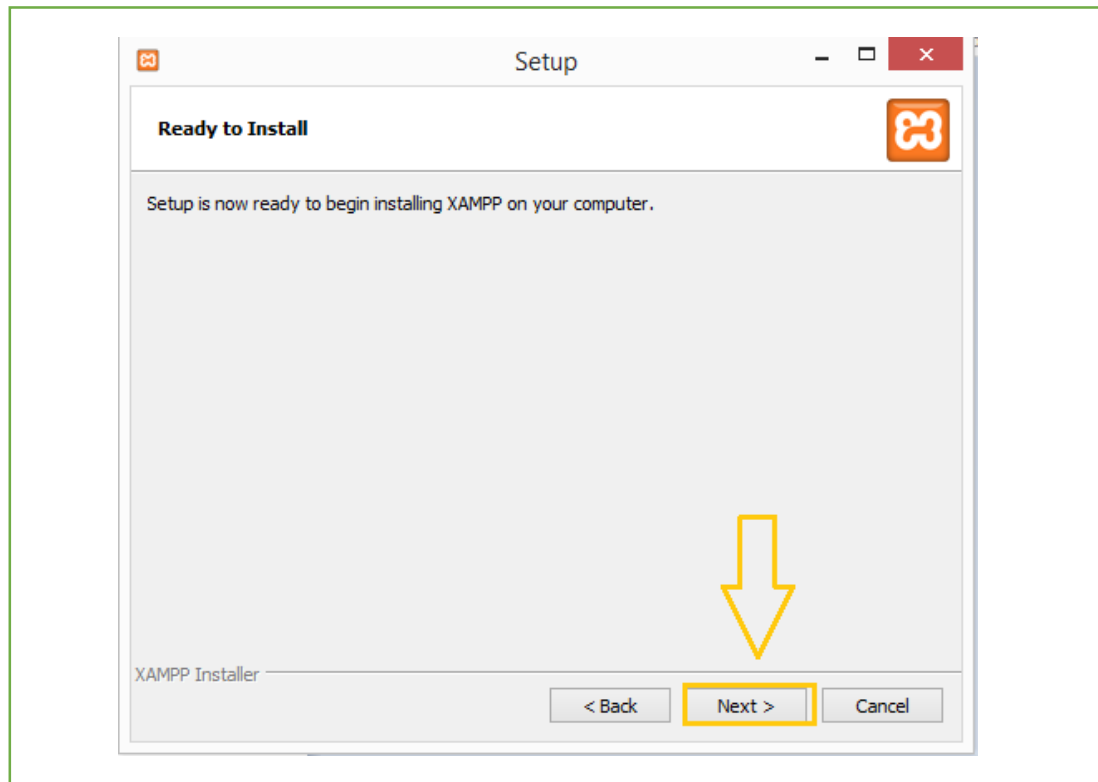 Setup
Ready to Install
Setup is now ready to begin installing XAMPP on your computer.
XAMPP Installer
< Back
Next >
Cancel